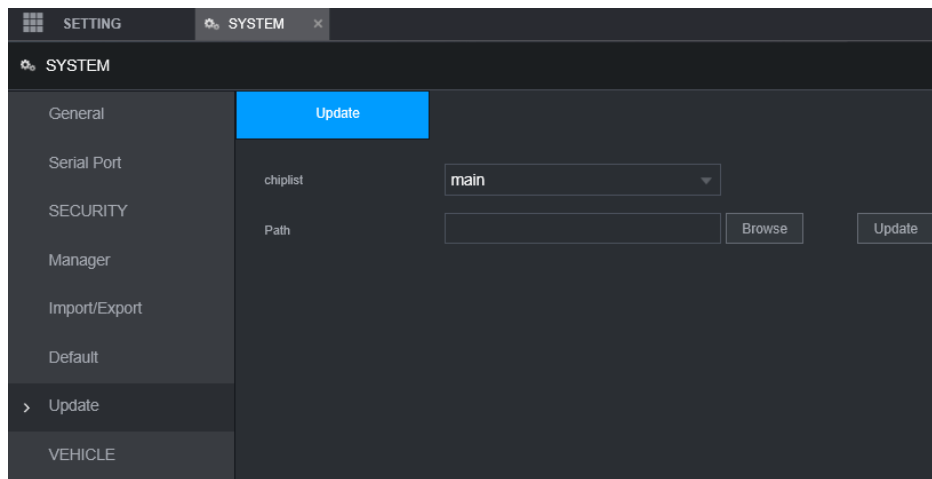 SETTING
SYSTEM ×
SYSTEM
General
Serial Port
SECURITY
Manager
Import/Export
Default
Update
VEHICLE
Update
chiplist main
Path Browse Update